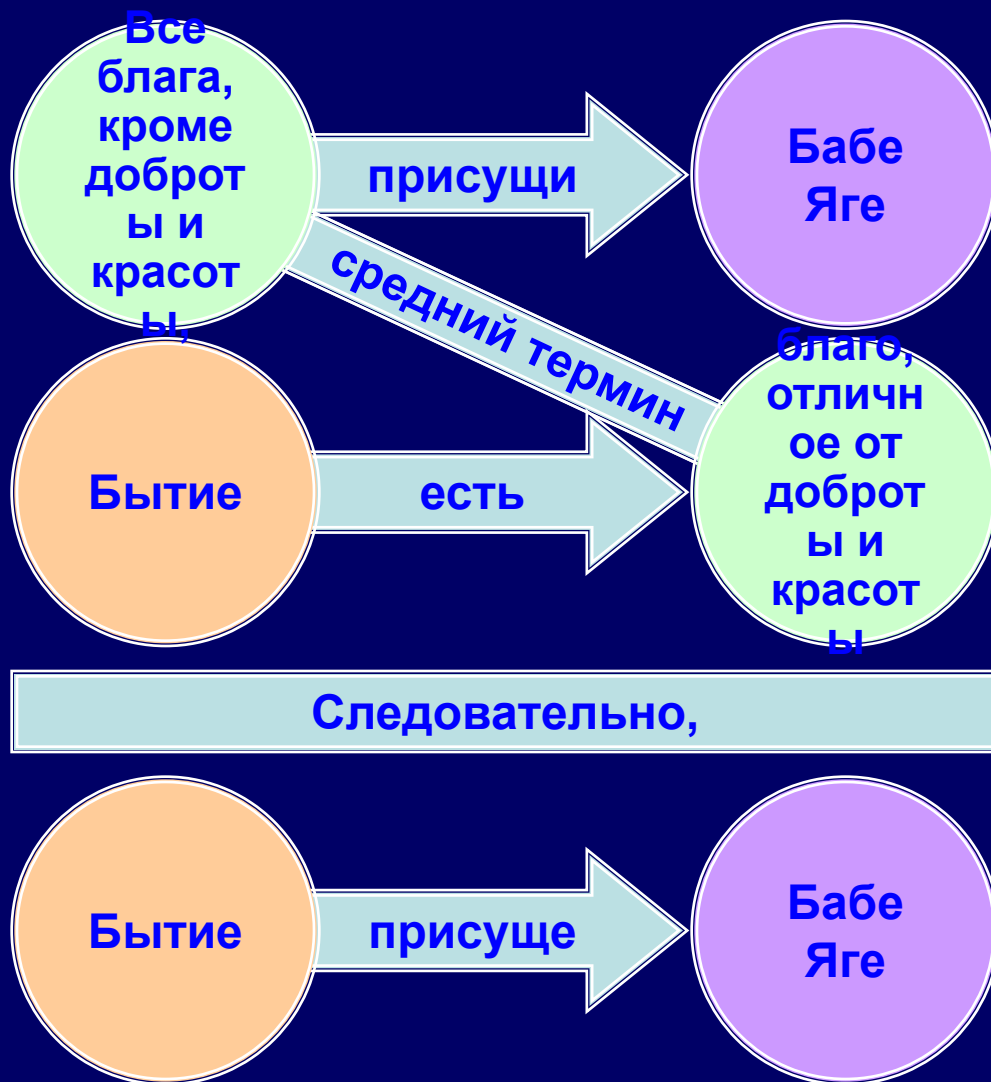 Все
блага,
кроме
доброт
ы и
красот
ы,
присущи
Бабе
Яге
средний термин
Бытие
есть
благо,
отличн
ое от
доброт
ы и
красот
ы
Следовательно,
Бытие
присуще
Бабе
Яге